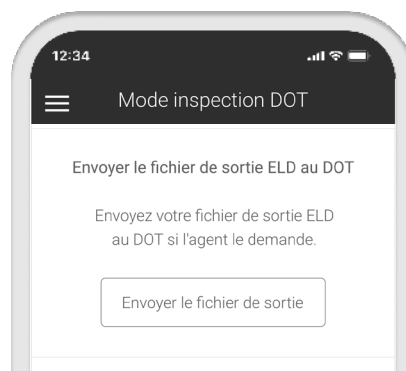 12:34
Mode inspection DOT
Envoyer le fichier de sortie ELD au DOT
Envoyez votre fichier de sortie ELD
au DOT si l'agent le demande.
Envoyer le fichier de sortie